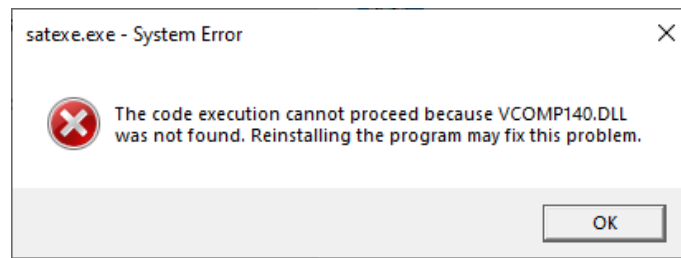 satexe.exe - System Error
The code execution cannot proceed because VCOMP140.DLL
was not found. Reinstalling the program may fix this problem.
OK